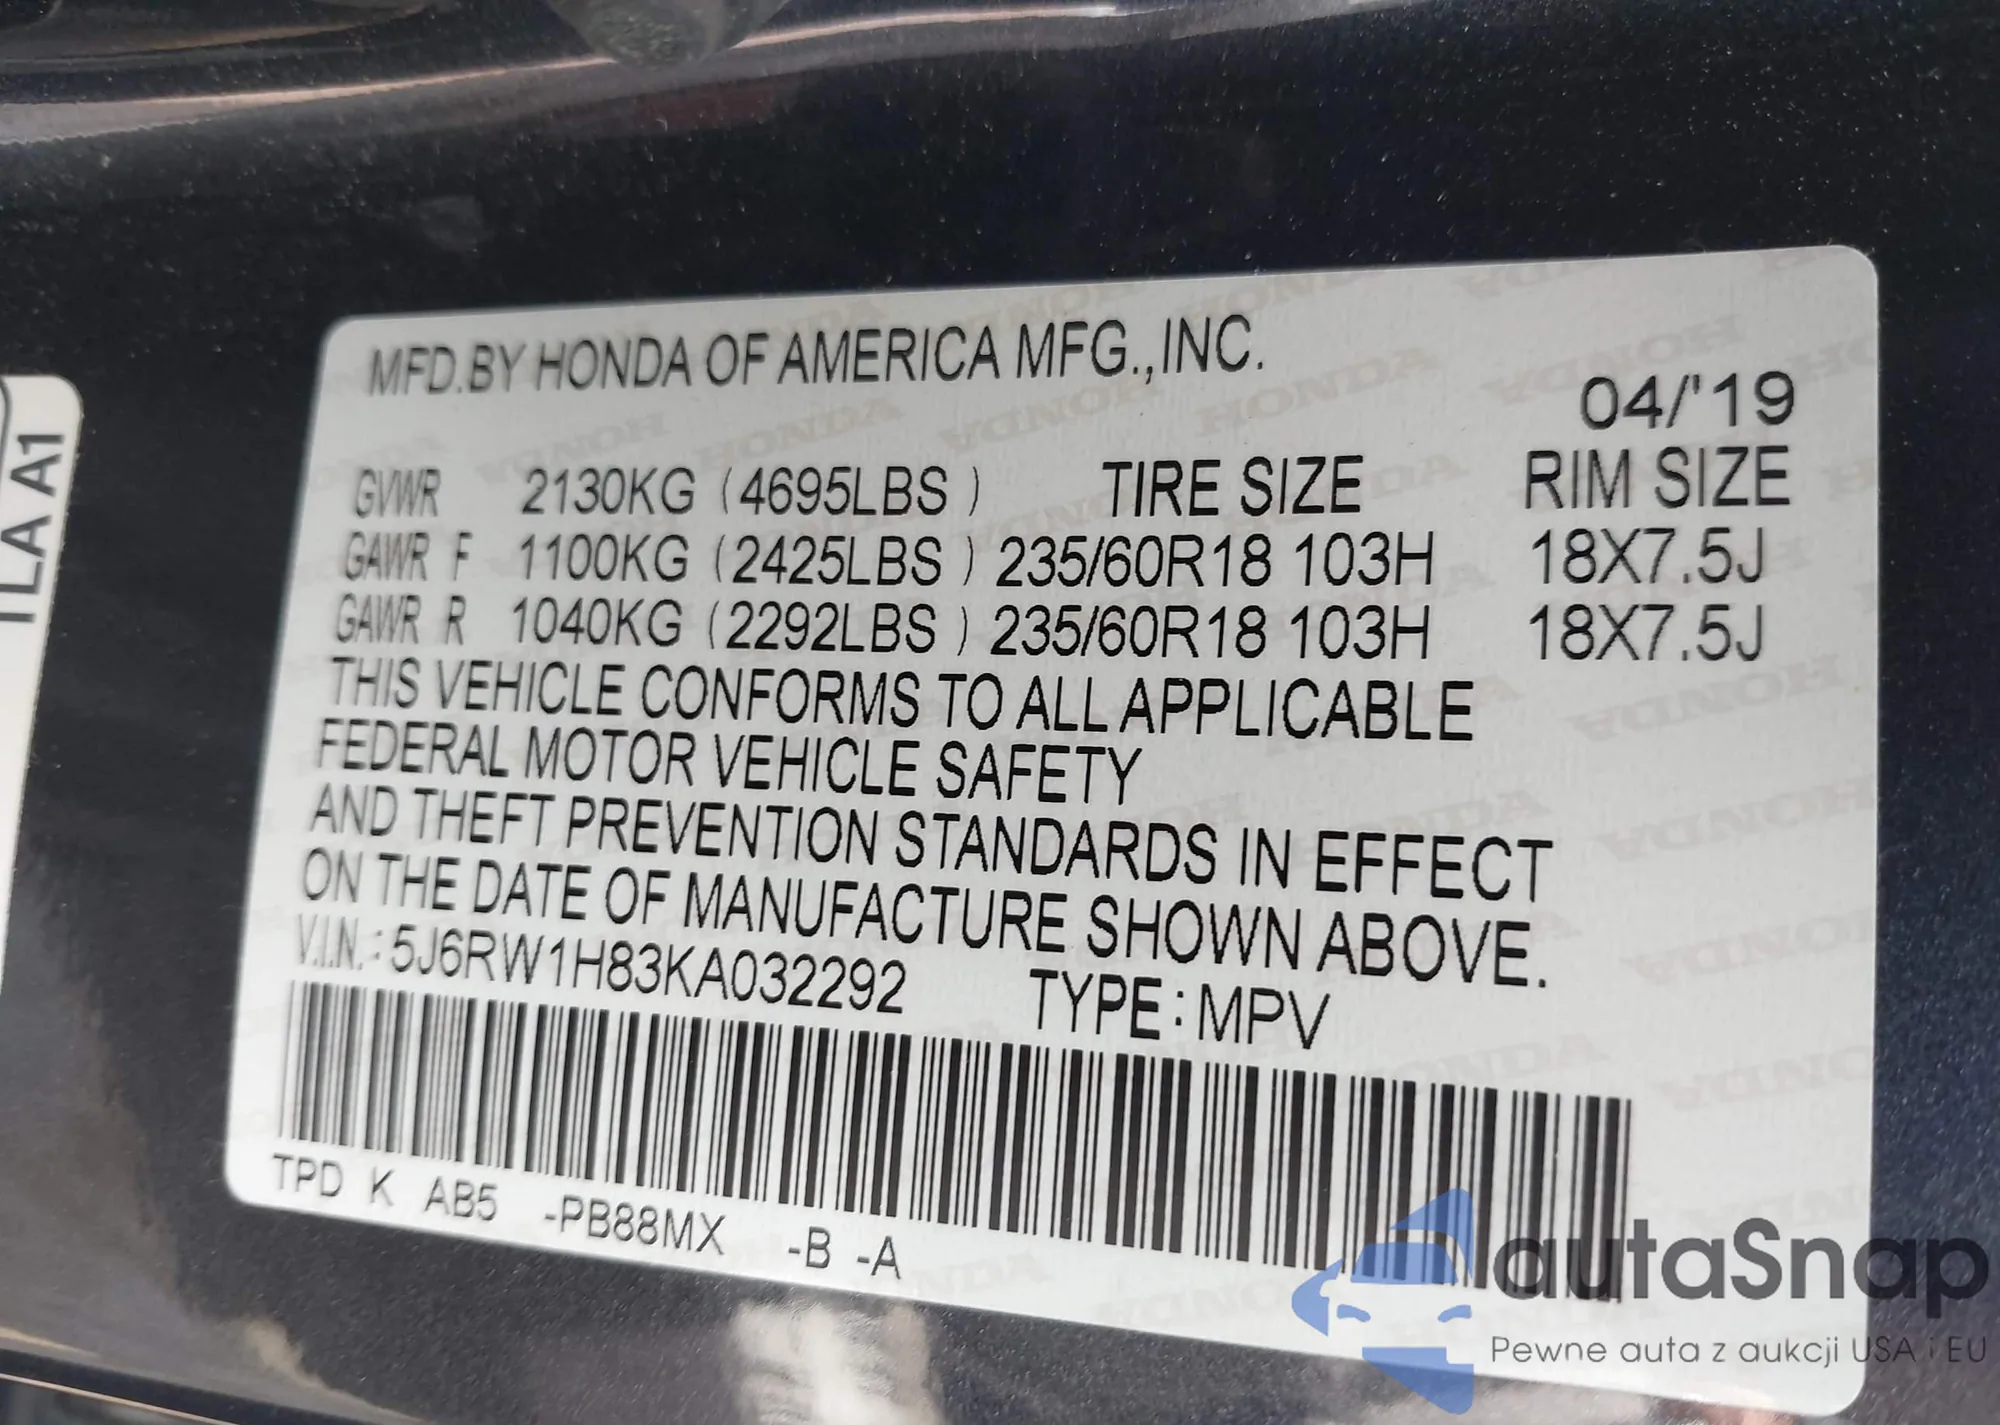 TLA A1
MFD.BY HONDA OF AMERICA MFG.,INC.
04/'19
GVWR 2130KG (4695LBS ) TIRE SIZE RIM SIZE
GAWR F 1100KG (2425LBS ) 235/60R18 103H 18X7.5J
GAWR R 1040KG (2292LBS ) 235/60R18 103H 18X7.5J
THIS VEHICLE CONFORMS TO ALL APPLICABLE
FEDERAL MOTOR VEHICLE SAFETY
AND THEFT PREVENTION STANDARDS IN EFFECT
ON THE DATE OF MANUFACTURE SHOWN ABOVE.
V.I.N.: 5J6RW1H83KA032292 TYPE : MPV
TPD K AB5 -PB88MX -B -A
autaSnap
Pewne auta z aukcji USA i EU